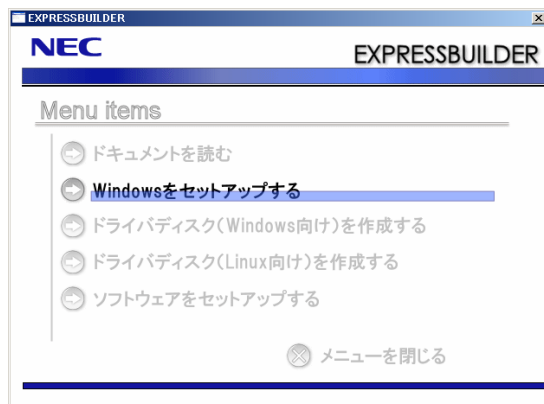 EXPRESSBUILDER
NEC
EXPRESSBUILDER
Menu items
ドキュメントを読む
Windowsをセットアップする
ドライバディスク(Windows向け)を作成する
ドライバディスク(Linux向け)を作成する
ソフトウェアをセットアップする
メニューを閉じる